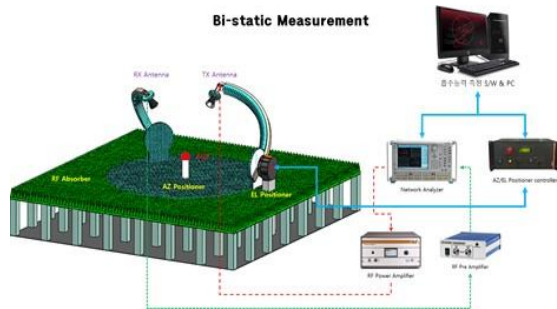 Bi-static Measurement
RX Antenna
TX Antenna
흡수능력 측정 S/W & PC
RF Absorber
AZ Positioner
EL Positioner
Network Analyzer
AZ/EL Positioner controller
RF Power Amplifier
RF Pre Amplifier